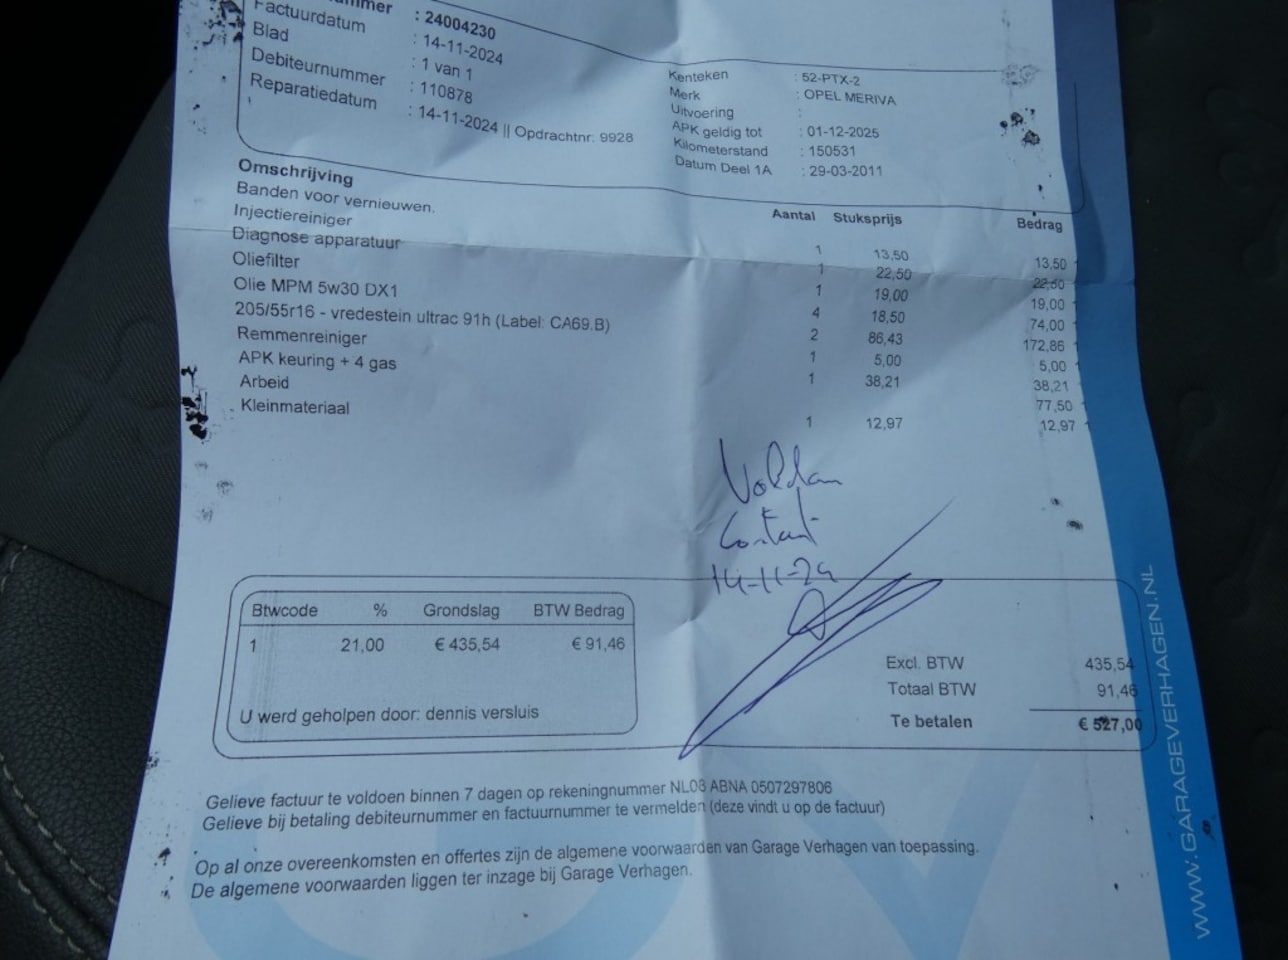 : 24004230
Factuurdatum : 14-11-2024
Blad : 1 van 1
Debiteurnummer : 110878
Reparatiedatum : 14-11-2024 || Opdrachtnr: 9928
Kenteken : 52-PTX-2
Merk : OPEL MERIVA
Uitvoering :
APK geldig tot : 01-12-2025
Kilometerstand : 150531
Datum Deel 1A : 29-03-2011
Omschrijving Aantal Stuksprijs Bedrag
Banden voor vernieuwen.
Injectiereiniger 1 13,50 13,50 1
Diagnose apparatuur 1 22,50 22,50 1
Oliefilter 1 19,00 19,00 1
Olie MPM 5w30 DX1 4 18,50 74,00 1
205/55r16 - vredestein ultrac 91h (Label: CA69.B) 2 86,43 172,86 1
Remmenreiniger 1 5,00 5,00 1
APK keuring + 4 gas 1 38,21 38,21 1
Arbeid 77,50 1
Kleinmateriaal 1 12,97 12,97 1
Voldaan
Contant
14-11-24
Btwcode % Grondslag BTW Bedrag
1 21,00 € 435,54 € 91,46
U werd geholpen door: dennis versluis
Excl. BTW 435,54
Totaal BTW 91,46
Te betalen € 527,00
Gelieve factuur te voldoen binnen 7 dagen op rekeningnummer NL08 ABNA 0507297806
Gelieve bij betaling debiteurnummer en factuurnummer te vermelden (deze vindt u op de factuur)
Op al onze overeenkomsten en offertes zijn de algemene voorwaarden van Garage Verhagen van toepassing.
De algemene voorwaarden liggen ter inzage bij Garage Verhagen.
WWW.GARAGEVERHAGEN.NL